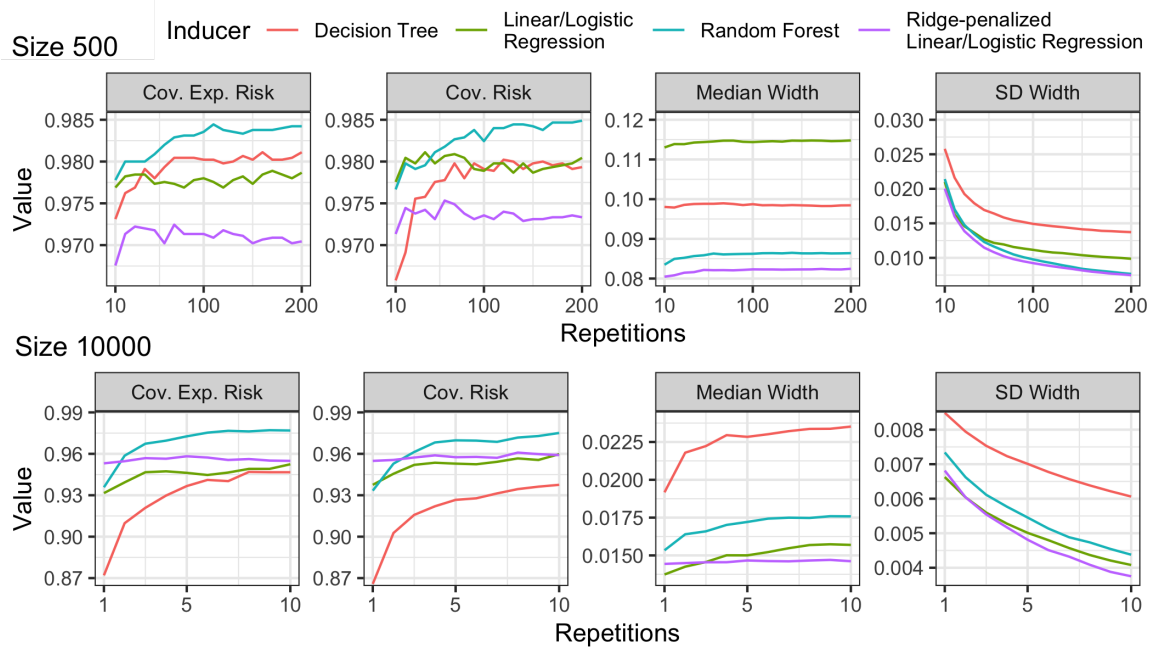 Size 500
Inducer Decision Tree Linear/Logistic Regression Random Forest Ridge-penalized Linear/Logistic Regression
Cov. Exp. Risk Cov. Risk Median Width SD Width
Value
0.985 0.985 0.12 0.030
0.980 0.980 0.11 0.025
0.975 0.975 0.10 0.020
0.970 0.970 0.09 0.015
0.08 0.010
10 100 200 10 100 200 10 100 200 10 100 200
Repetitions
Size 10000
Cov. Exp. Risk Cov. Risk Median Width SD Width
Value
0.99 0.99 0.0225 0.008
0.96 0.96 0.0200 0.007
0.93 0.93 0.0175 0.006
0.90 0.90 0.0150 0.005
0.87 0.87 0.004
1 5 10 1 5 10 1 5 10 1 5 10
Repetitions